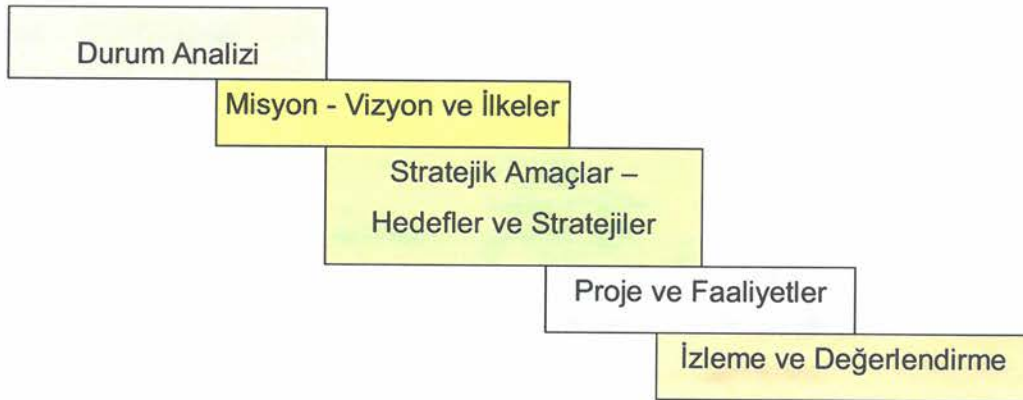 Durum Analizi
Misyon - Vizyon ve İlkeler
Stratejik Amaçlar –
Hedefler ve Stratejiler
Proje ve Faaliyetler
İzleme ve Değerlendirme